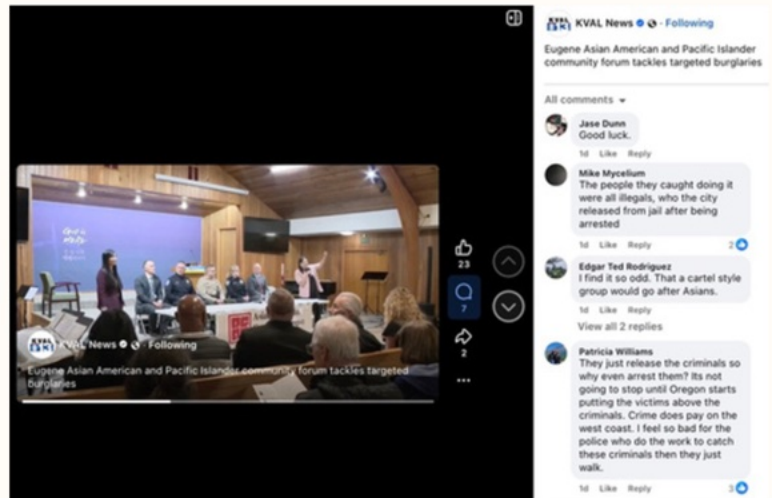 KVAL News · Following
Eugene Asian American and Pacific Islander
community forum tackles targeted burglaries
All comments
Jase Dunn
Good luck.
1d Like Reply
Mike Mycelium
The people they caught doing it
were all illegals, who the city
released from jail after being
arrested
1d Like Reply 2
Edgar Ted Rodriguez
I find it so odd. That a cartel style
group would go after Asians.
1d Like Reply
View all 2 replies
Patricia Williams
They just release the criminals so
why even arrest them? Its not
going to stop until Oregon starts
putting the victims above the
criminals. Crime does pay on the
west coast. I feel so bad for the
police who do the work to catch
these criminals then they just
walk.
1d Like Reply 3
23
7
2
KVAL News · Following
Eugene Asian American and Pacific Islander community forum tackles targeted
burglaries